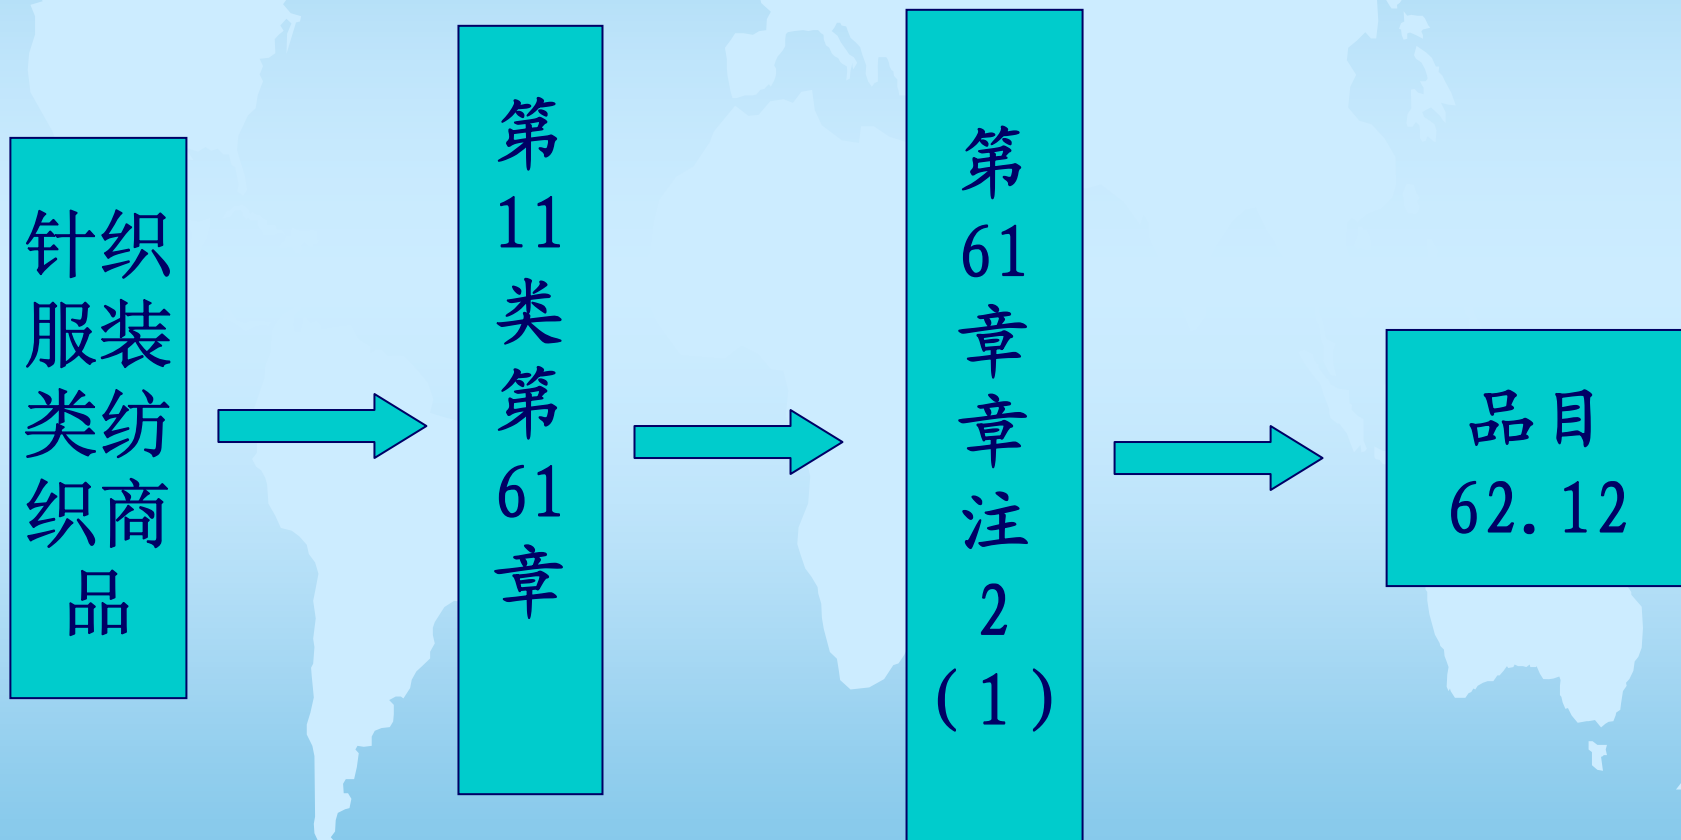 针织
服装
类纺
织商
品
第
11
类
第
61
章
第
61
章
章
注
2
(1)
品目
62.12